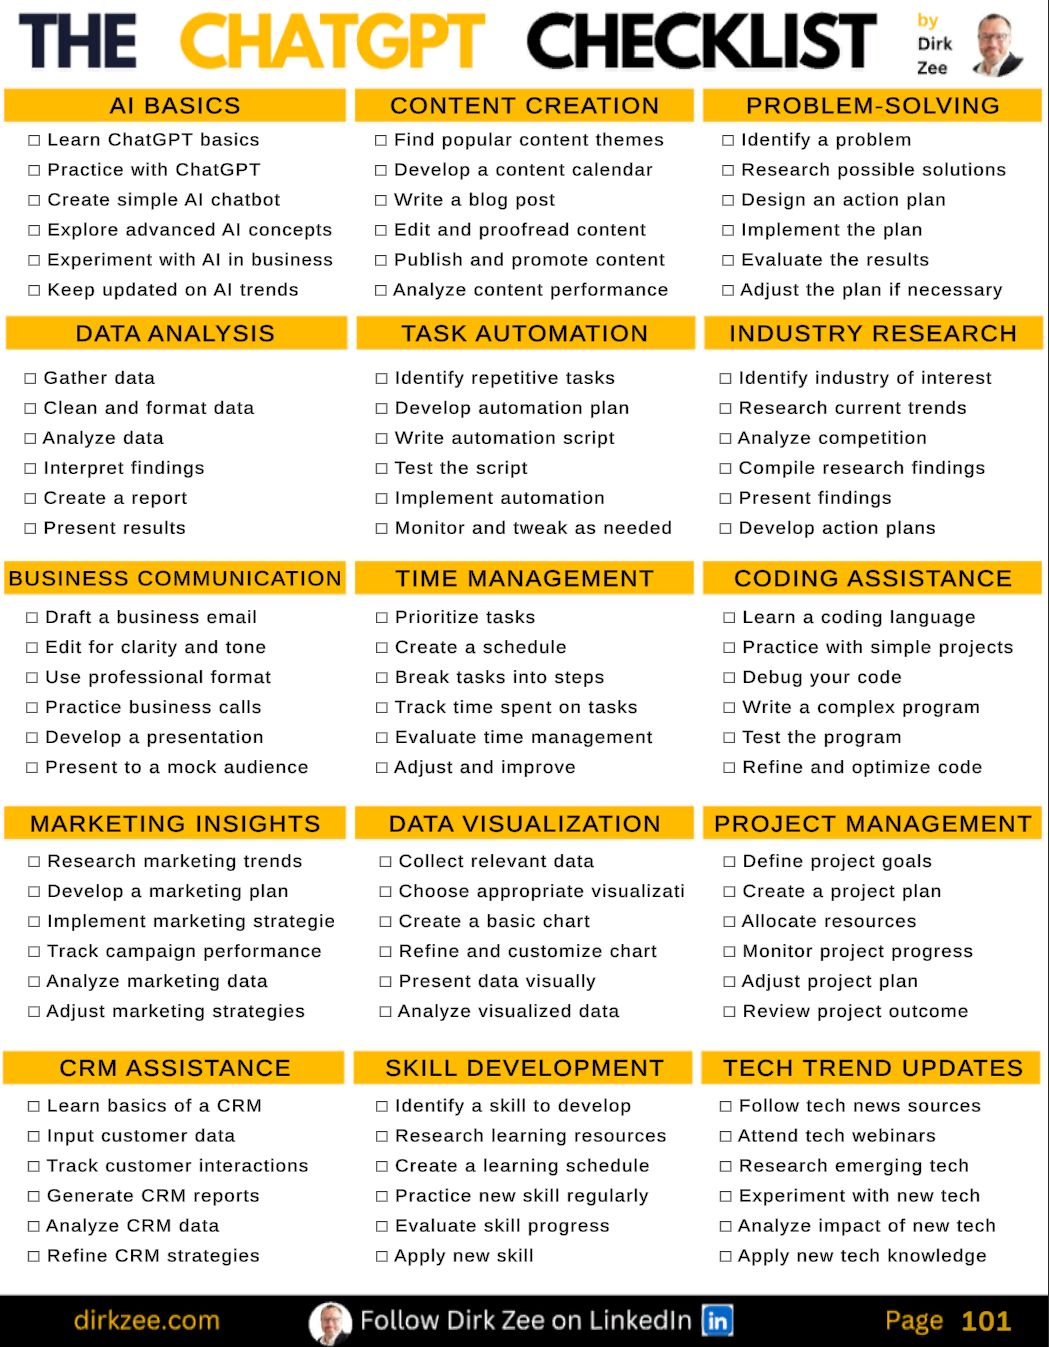 THE CHATGPT CHECKLIST
by
Dirk
Zee
AI BASICS
☐ Learn ChatGPT basics
☐ Practice with ChatGPT
☐ Create simple AI chatbot
☐ Explore advanced AI concepts
☐ Experiment with AI in business
☐ Keep updated on AI trends
CONTENT CREATION
☐ Find popular content themes
☐ Develop a content calendar
☐ Write a blog post
☐ Edit and proofread content
☐ Publish and promote content
☐ Analyze content performance
PROBLEM-SOLVING
☐ Identify a problem
☐ Research possible solutions
☐ Design an action plan
☐ Implement the plan
☐ Evaluate the results
☐ Adjust the plan if necessary
DATA ANALYSIS
☐ Gather data
☐ Clean and format data
☐ Analyze data
☐ Interpret findings
☐ Create a report
☐ Present results
TASK AUTOMATION
☐ Identify repetitive tasks
☐ Develop automation plan
☐ Write automation script
☐ Test the script
☐ Implement automation
☐ Monitor and tweak as needed
INDUSTRY RESEARCH
☐ Identify industry of interest
☐ Research current trends
☐ Analyze competition
☐ Compile research findings
☐ Present findings
☐ Develop action plans
BUSINESS COMMUNICATION
☐ Draft a business email
☐ Edit for clarity and tone
☐ Use professional format
☐ Practice business calls
☐ Develop a presentation
☐ Present to a mock audience
TIME MANAGEMENT
☐ Prioritize tasks
☐ Create a schedule
☐ Break tasks into steps
☐ Track time spent on tasks
☐ Evaluate time management
☐ Adjust and improve
CODING ASSISTANCE
☐ Learn a coding language
☐ Practice with simple projects
☐ Debug your code
☐ Write a complex program
☐ Test the program
☐ Refine and optimize code
MARKETING INSIGHTS
☐ Research marketing trends
☐ Develop a marketing plan
☐ Implement marketing strategie
☐ Track campaign performance
☐ Analyze marketing data
☐ Adjust marketing strategies
DATA VISUALIZATION
☐ Collect relevant data
☐ Choose appropriate visualizati
☐ Create a basic chart
☐ Refine and customize chart
☐ Present data visually
☐ Analyze visualized data
PROJECT MANAGEMENT
☐ Define project goals
☐ Create a project plan
☐ Allocate resources
☐ Monitor project progress
☐ Adjust project plan
☐ Review project outcome
CRM ASSISTANCE
☐ Learn basics of a CRM
☐ Input customer data
☐ Track customer interactions
☐ Generate CRM reports
☐ Analyze CRM data
☐ Refine CRM strategies
SKILL DEVELOPMENT
☐ Identify a skill to develop
☐ Research learning resources
☐ Create a learning schedule
☐ Practice new skill regularly
☐ Evaluate skill progress
☐ Apply new skill
TECH TREND UPDATES
☐ Follow tech news sources
☐ Attend tech webinars
☐ Research emerging tech
☐ Experiment with new tech
☐ Analyze impact of new tech
☐ Apply new tech knowledge
dirkzee.com
Follow Dirk Zee on LinkedIn in
Page 101